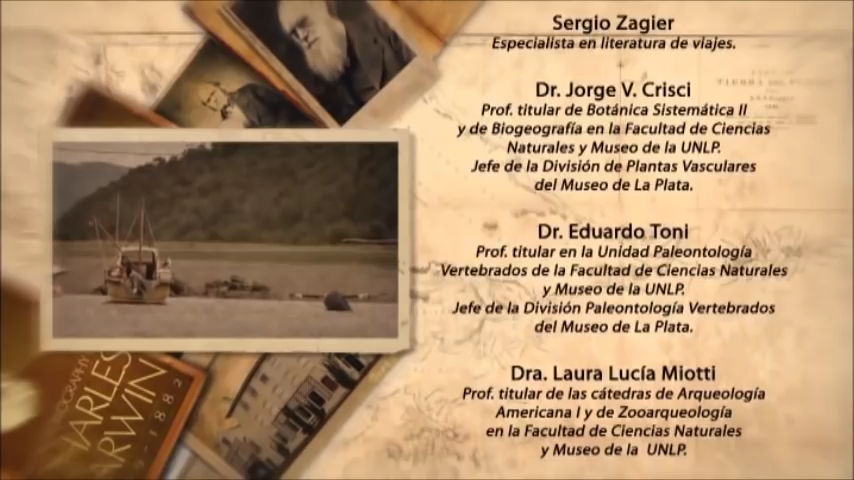 Sergio Zagier
Especialista en literatura de viajes.
Dr. Jorge V. Crisci
Prof. titular de Botánica Sistemática II
y de Biogeografía en la Facultad de Ciencias
Naturales y Museo de la UNLP.
Jefe de la División de Plantas Vasculares
del Museo de La Plata.
Dr. Eduardo Toni
Prof. titular en la Unidad Paleontología
Vertebrados de la Facultad de Ciencias Naturales
y Museo de la UNLP.
Jefe de la División Paleontología Vertebrados
del Museo de La Plata.
Dra. Laura Lucía Miotti
Prof. titular de las cátedras de Arqueología
Americana I y de Zooarqueología
en la Facultad de Ciencias Naturales
y Museo de la UNLP.